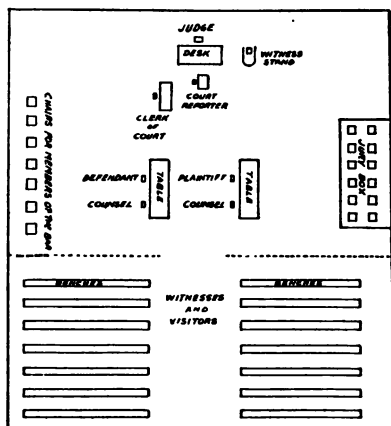 JUDGE
DESK
WITNESS
STAND
COURT
REPORTER
CLERK
OF
COURT
CHAIRS FOR MEMBERS OF THE BAR
JURY BOX
DEFENDANT
TABLE
PLAINTIFF
TABLE
COUNSEL
COUNSEL
BENCHES
BENCHES
WITNESSES
AND
VISITORS